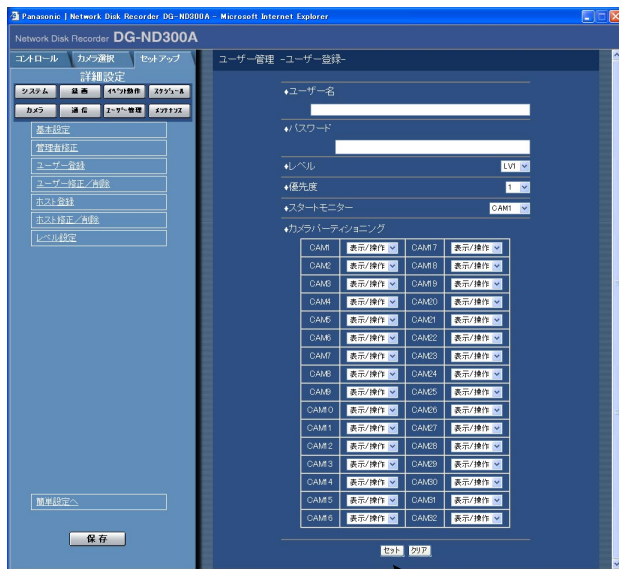 Panasonic | Network Disk Recorder DG-ND300A - Microsoft Internet Explorer
Network Disk Recorder DG-ND300A
コントロール カメラ選択 セットアップ
詳細設定
システム 録画 イベント動作 スケジュール
カメラ 通信 ユーザー管理 メンテナンス
基本設定
管理者修正
ユーザー登録
ユーザー修正/削除
ホスト登録
ホスト修正/削除
レベル設定
簡単設定へ
保存
ユーザー管理 -ユーザー登録-
♦ユーザー名
♦パスワード
♦レベル LV1
♦優先度 1
♦スタートモニター CAM1
♦カメラパーティショニング
CAM1 表示/操作 CAM17 表示/操作
CAM2 表示/操作 CAM18 表示/操作
CAM3 表示/操作 CAM19 表示/操作
CAM4 表示/操作 CAM20 表示/操作
CAM5 表示/操作 CAM21 表示/操作
CAM6 表示/操作 CAM22 表示/操作
CAM7 表示/操作 CAM23 表示/操作
CAM8 表示/操作 CAM24 表示/操作
CAM9 表示/操作 CAM25 表示/操作
CAM10 表示/操作 CAM26 表示/操作
CAM11 表示/操作 CAM27 表示/操作
CAM12 表示/操作 CAM28 表示/操作
CAM13 表示/操作 CAM29 表示/操作
CAM14 表示/操作 CAM30 表示/操作
CAM15 表示/操作 CAM31 表示/操作
CAM16 表示/操作 CAM32 表示/操作
セット クリア